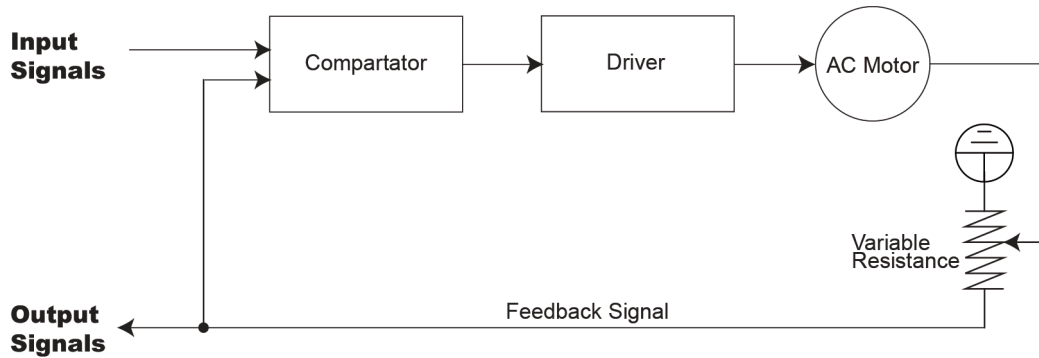 Input
Signals
Compartator
Driver
AC Motor
Variable
Resistance
Feedback Signal
Output
Signals